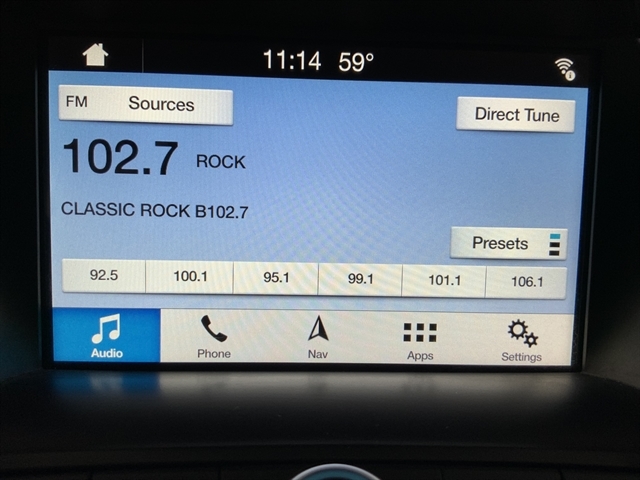 11:14 59°
FM Sources
Direct Tune
102.7 ROCK
CLASSIC ROCK B102.7
Presets
92.5 100.1 95.1 99.1 101.1 106.1
Audio Phone Nav Apps Settings